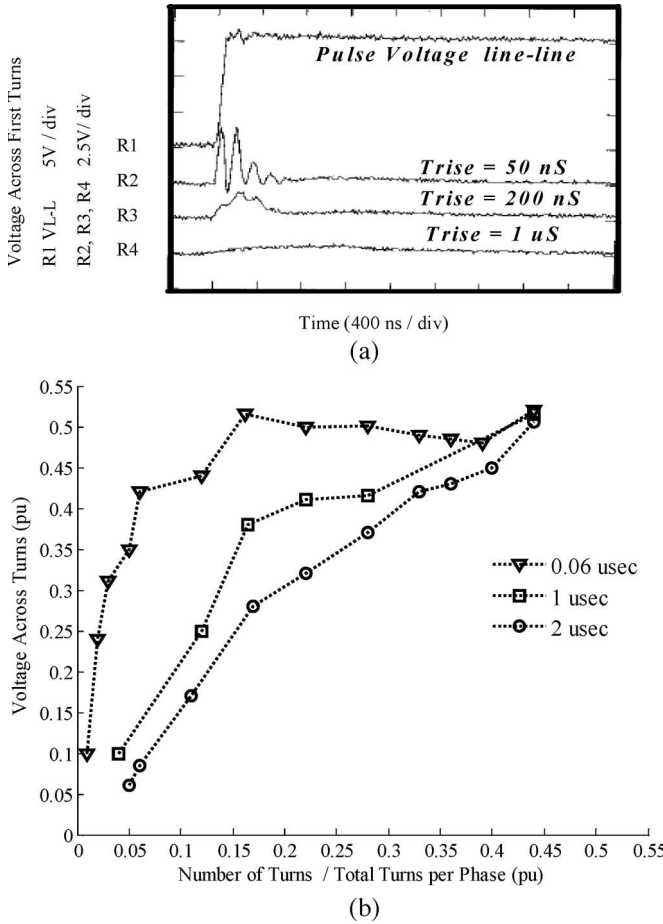 Voltage Across First Turns
R1 VL-L 5V / div
R2, R3, R4 2.5V/ div
Pulse Voltage line-line
R1
Trise = 50 nS
R2
Trise = 200 nS
R3
Trise = 1 uS
R4
Time (400 ns / div)
(a)
Voltage Across Turns (pu)
0.55
0.5
0.45
0.4
0.35
0.3
0.25
0.2
0.15
0.1
0.05
0
0.06 usec
1 usec
2 usec
0 0.05 0.1 0.15 0.2 0.25 0.3 0.35 0.4 0.45 0.5 0.55
Number of Turns / Total Turns per Phase (pu)
(b)